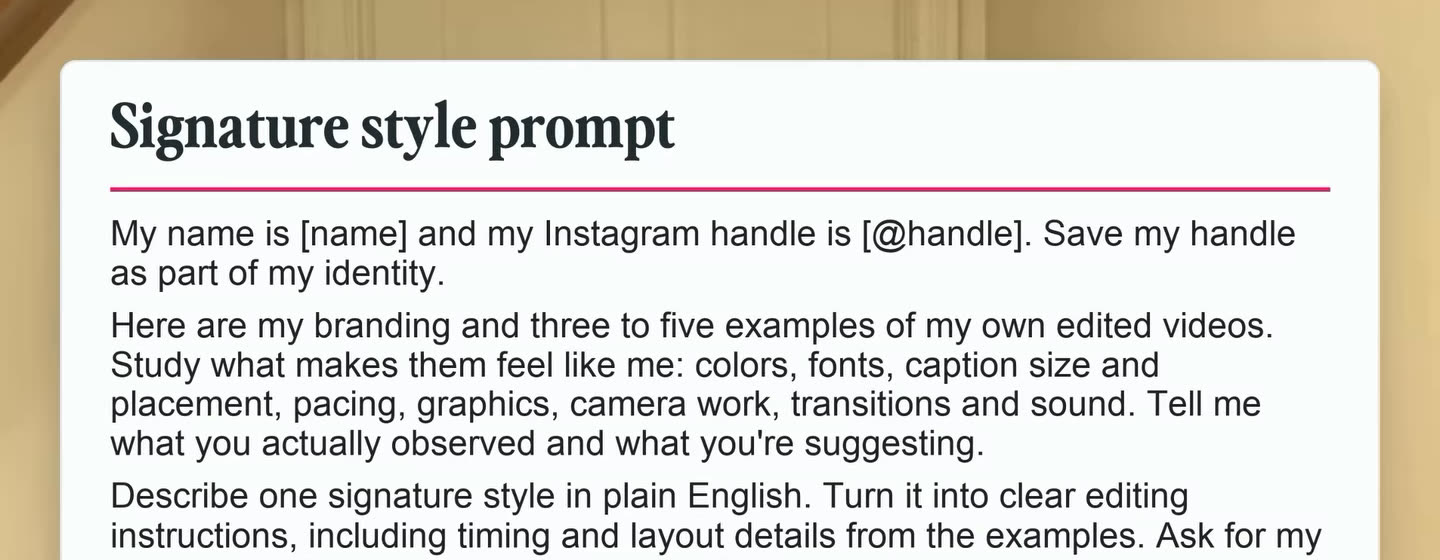 Signature style prompt
My name is [name] and my Instagram handle is [@handle]. Save my handle
as part of my identity.
Here are my branding and three to five examples of my own edited videos.
Study what makes them feel like me: colors, fonts, caption size and
placement, pacing, graphics, camera work, transitions and sound. Tell me
what you actually observed and what you're suggesting.
Describe one signature style in plain English. Turn it into clear editing
instructions, including timing and layout details from the examples. Ask for my